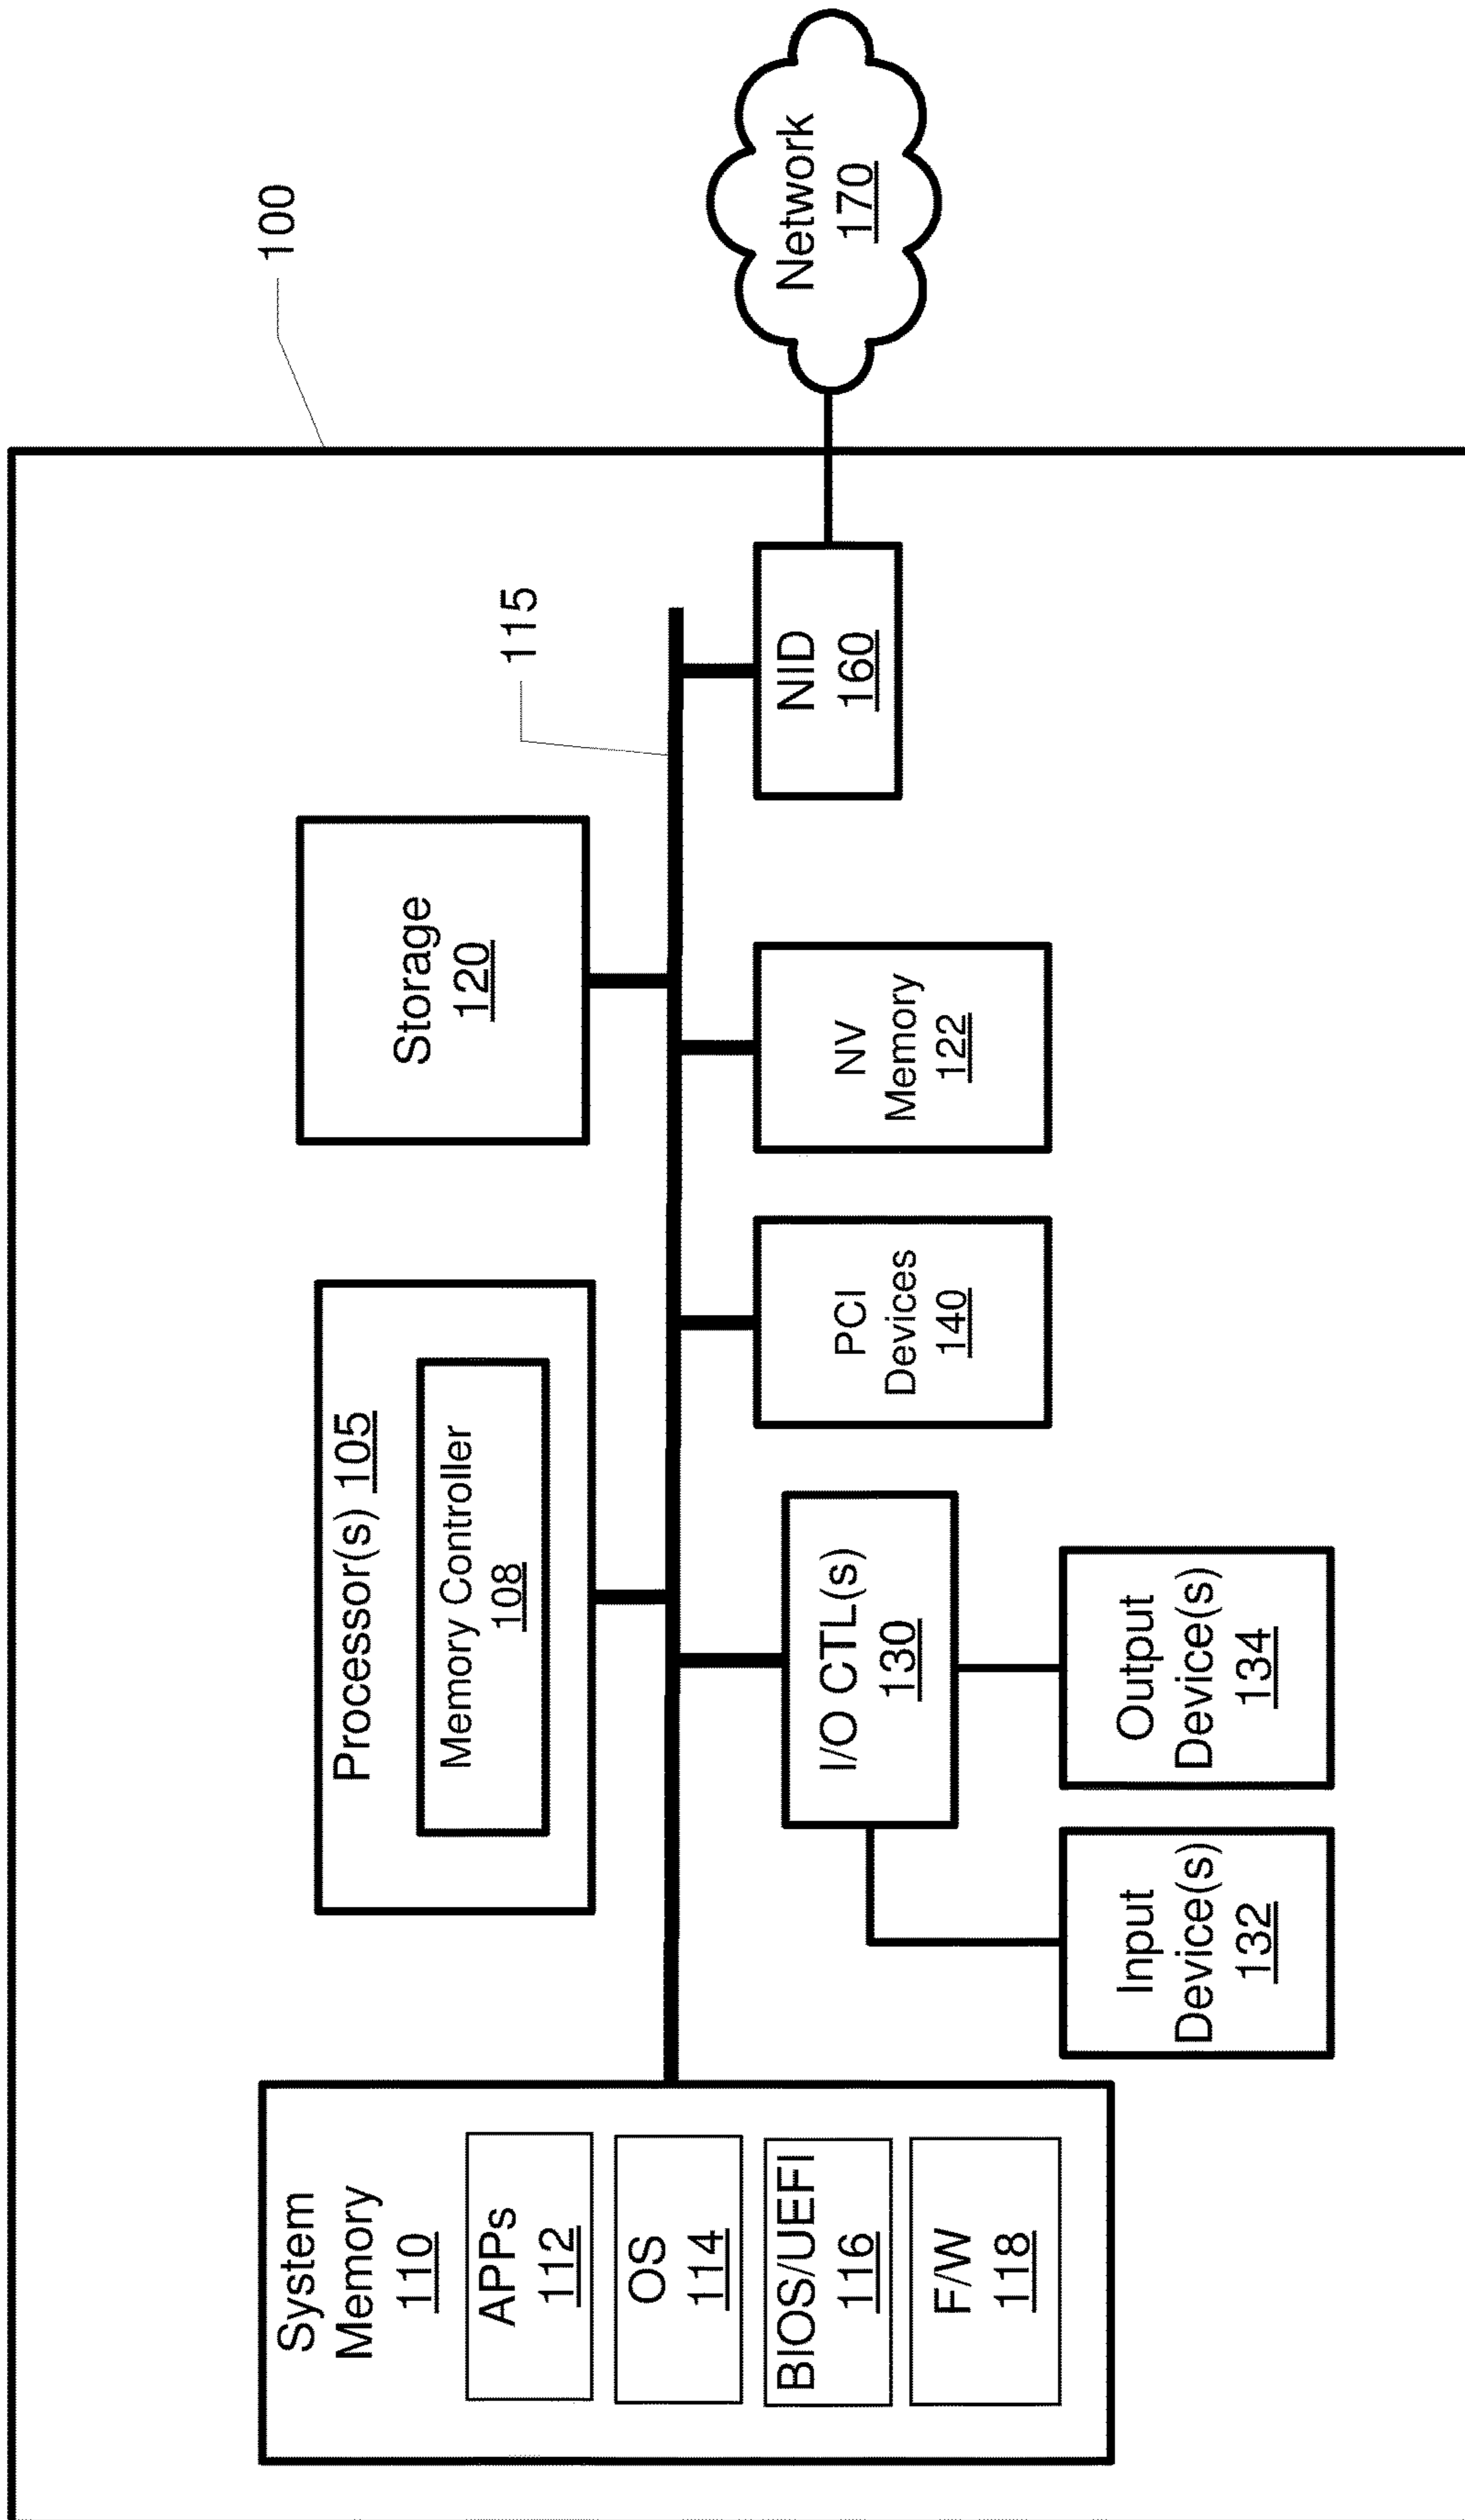 100
System
Memory
110
APPs
112
OS
114
BIOS/UEFI
116
F/W
118
Processor(s) 105
Memory Controller
108
Storage
120
115
I/O CTL(s)
130
PCI
Devices
140
NV
Memory
122
NID
160
Network
170
Input
Device(s)
132
Output
Device(s)
134